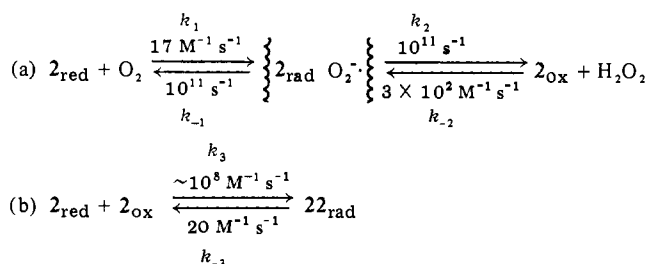 k₁ k₂
(a) 2red + O₂ 17 M⁻¹ s⁻¹ 2rad O₂⁻· 10¹¹ s⁻¹ 2ox + H₂O₂
10¹¹ s⁻¹ 3 × 10² M⁻¹ s⁻¹
k₋₁ k₋₂
k₃
(b) 2red + 2ox ~10⁸ M⁻¹ s⁻¹ 22rad
20 M⁻¹ s⁻¹
k₋₃